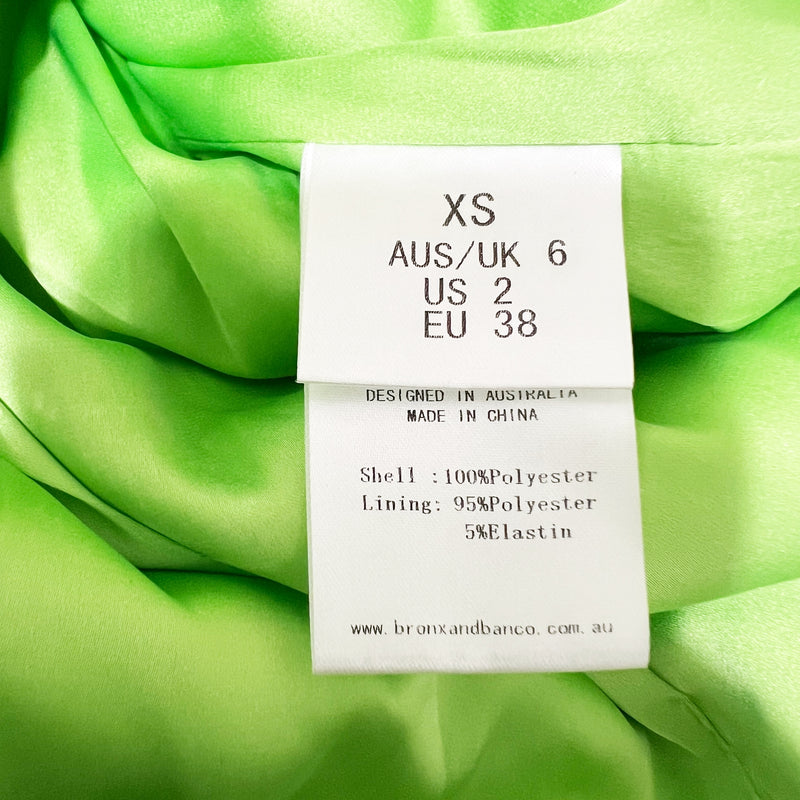 XS
AUS/UK 6
US 2
EU 38
DESIGNED IN AUSTRALIA
MADE IN CHINA
Shell :100%Polyester
Lining: 95%Polyester
5%Elastin
www.bronxandbanco.com.au